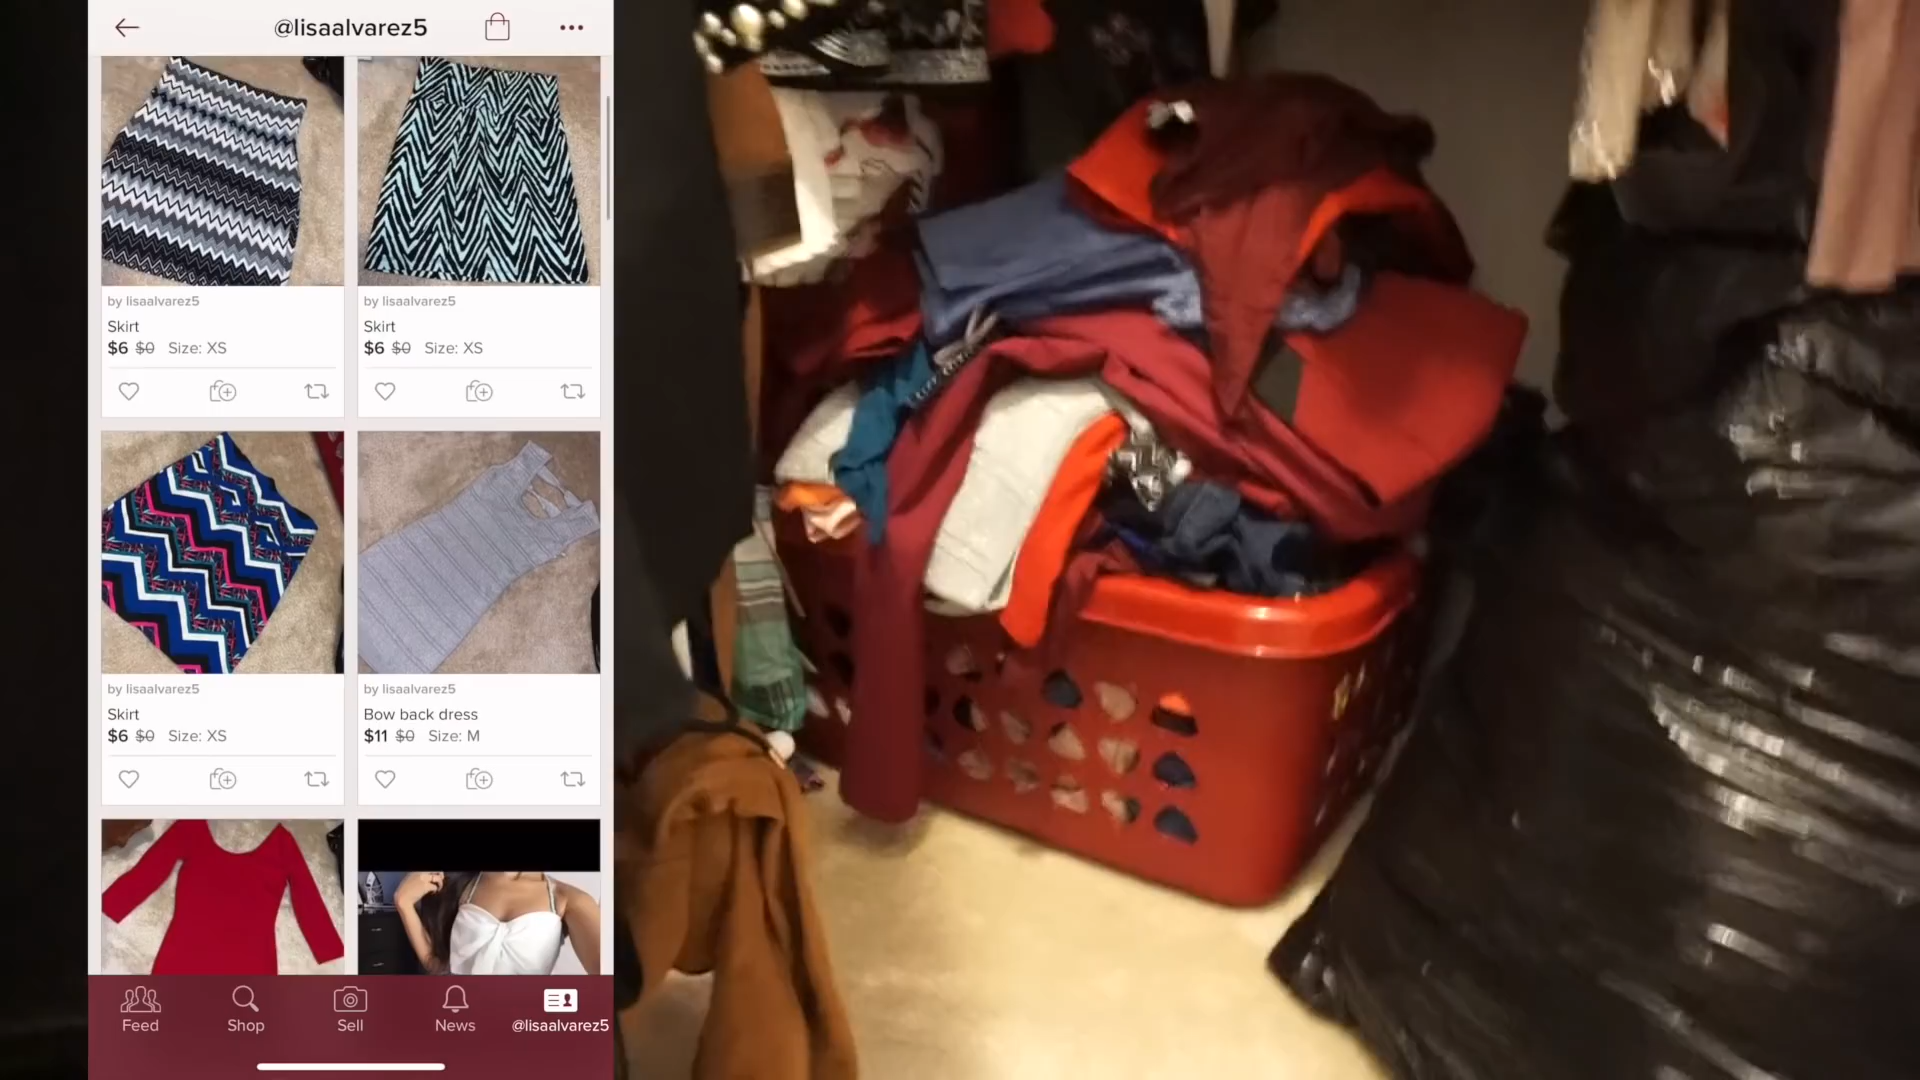 @lisaalvarez5
by lisaalvarez5
Skirt
$6 $0 Size: XS
by lisaalvarez5
Skirt
$6 $0 Size: XS
by lisaalvarez5
Skirt
$6 $0 Size: XS
by lisaalvarez5
Bow back dress
$11 $0 Size: M
Feed
Shop
Sell
News
@lisaalvarez5